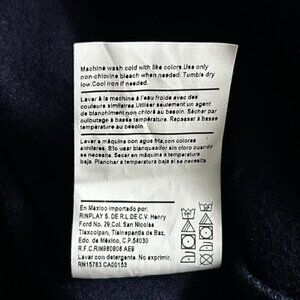 Machine wash cold with like colors.Use only
non-chlorine bleach when needed. Tumble dry
low.Cool iron if needed.
Lavar à la machine à l'eau froide avec des
couleurs similaires.Utiliser seulement un agent
de blanchiment non chloré au besoin. Sécher par
culbutage à basse température. Repasser à basse
température au besoin.
Lavar a máquina con agua fria,con colores
similares. Sólo usar blanqueador sin cloro cuando
se necesite. Secar en máquina a temperatura
baja. Planchar a temperatura baja si se necesita
En México importado por:
RINPLAY S. DE R.L.DE C.V. Henry
Ford No. 29,Col. San Nicolas
Tlaxcolpan, Tlalnepantla de Baz,
Edo. de México, C.P.54030
R.F.C.RIN980806 AE9
Lavar con detergente. No exprimir.
RN15763 CA00153